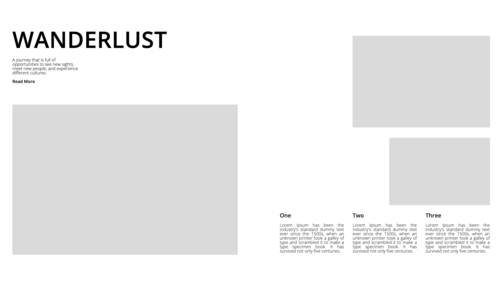 WANDERLUST
A journey that is full of
opportunities to see new sights,
meet new people, and experience
different cultures.
Read More
One
Lorem Ipsum has been the
industry's standard dummy text
ever since the 1500s, when an
unknown printer took a galley of
type and scrambled it to make a
type specimen book. It has
survived not only five centuries.
Two
Lorem Ipsum has been the
industry's standard dummy text
ever since the 1500s, when an
unknown printer took a galley of
type and scrambled it to make a
type specimen book. It has
survived not only five centuries.
Three
Lorem Ipsum has been the
industry's standard dummy text
ever since the 1500s, when an
unknown printer took a galley of
type and scrambled it to make a
type specimen book. It has
survived not only five centuries.